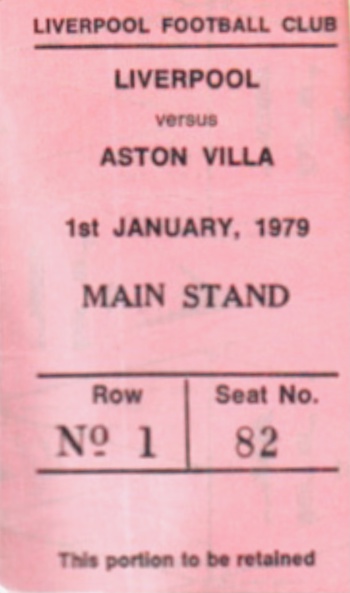 LIVERPOOL FOOTBALL CLUB
LIVERPOOL
versus
ASTON VILLA
1st JANUARY, 1979
MAIN STAND
Row Seat No.
Nº 1 82
This portion to be retained